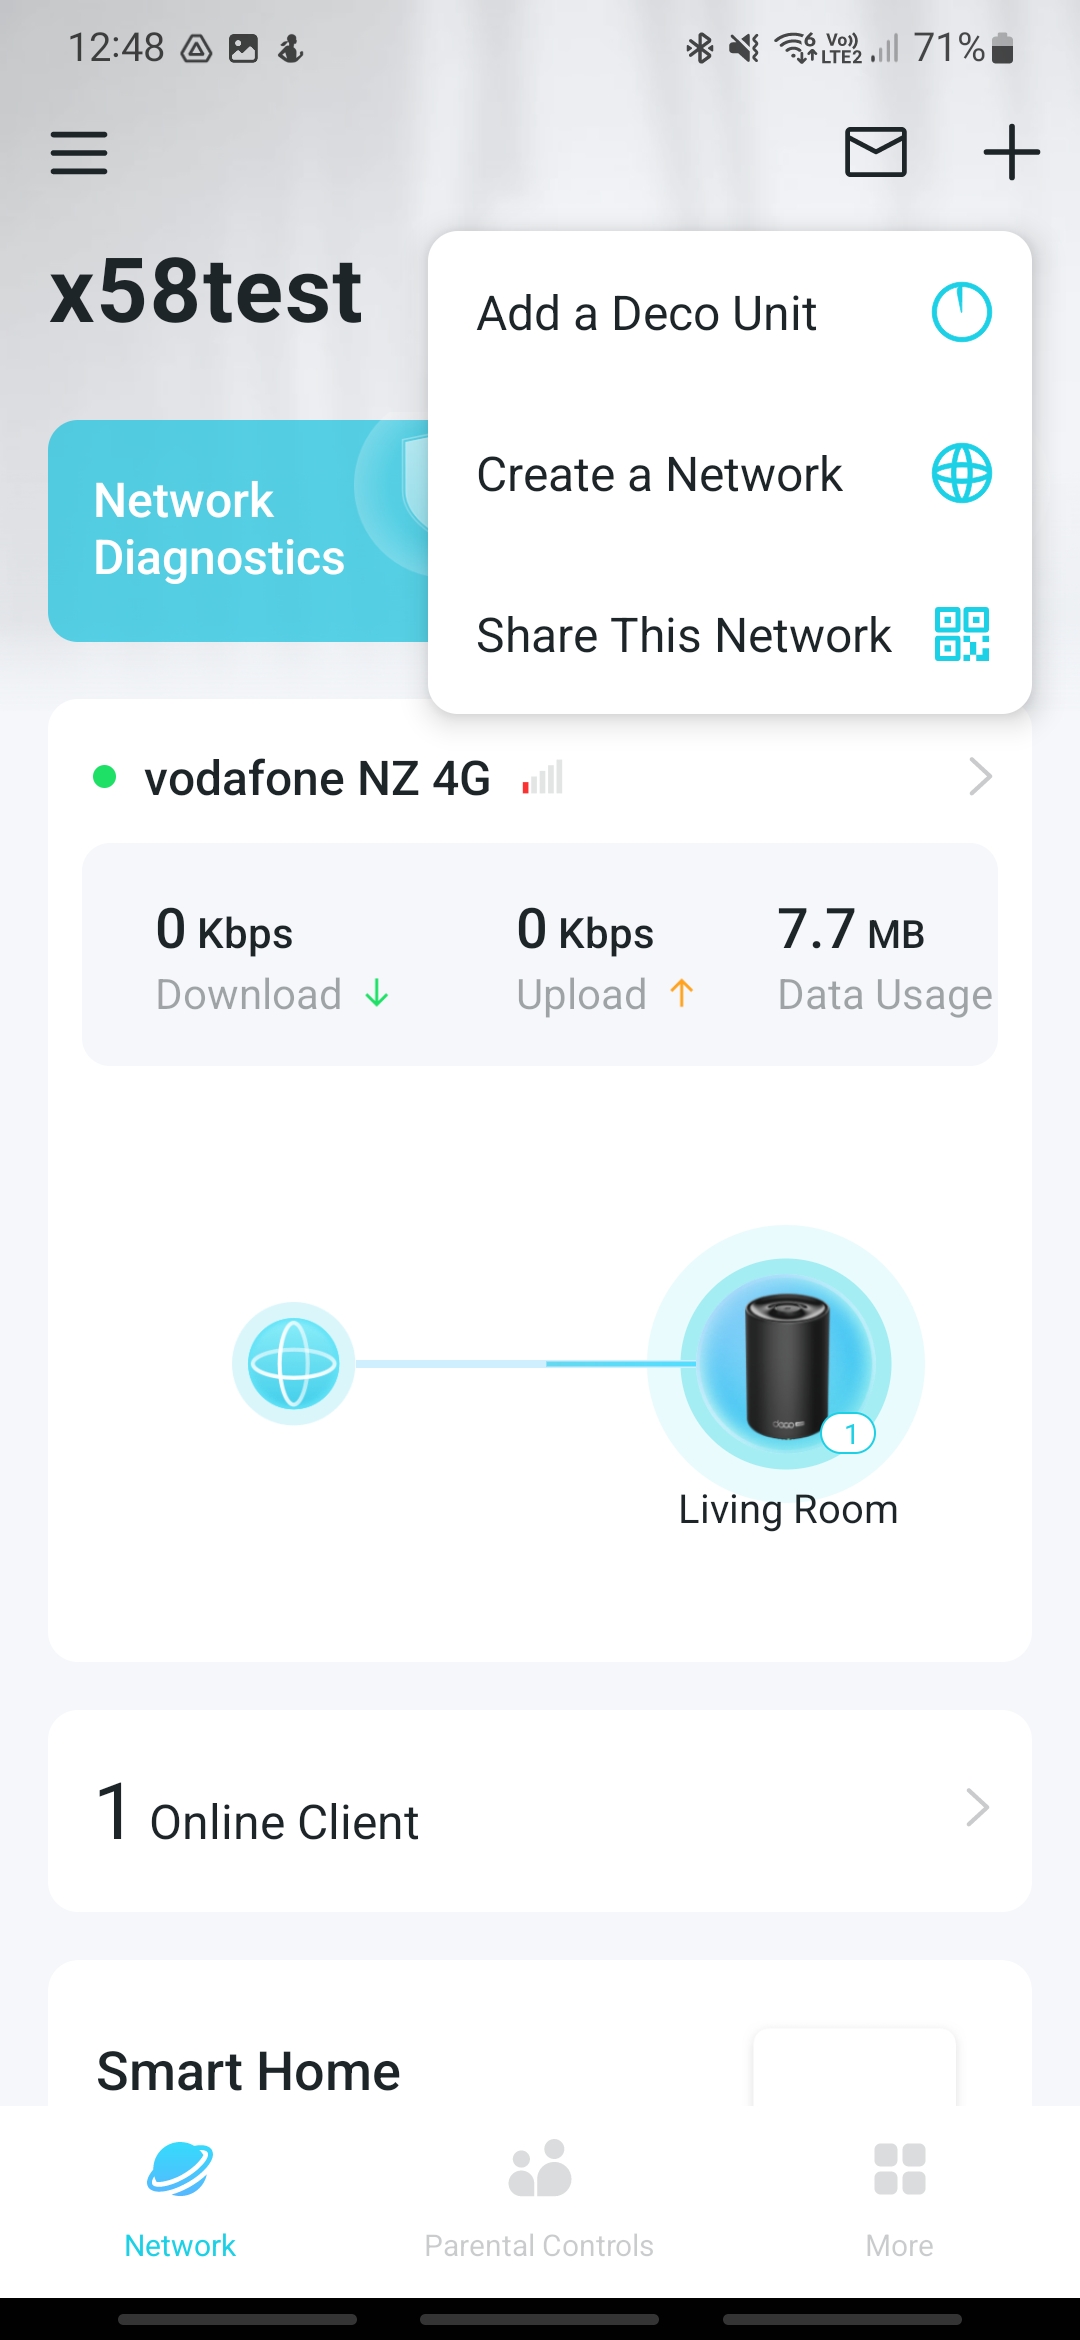 12:48
6 Vo)) LTE2 71%
x58test
Add a Deco Unit
Create a Network
Share This Network
Network
Diagnostics
vodafone NZ 4G
0 Kbps 0 Kbps 7.7 MB
Download Upload Data Usage
deco
1
Living Room
1 Online Client
Smart Home
Network Parental Controls More